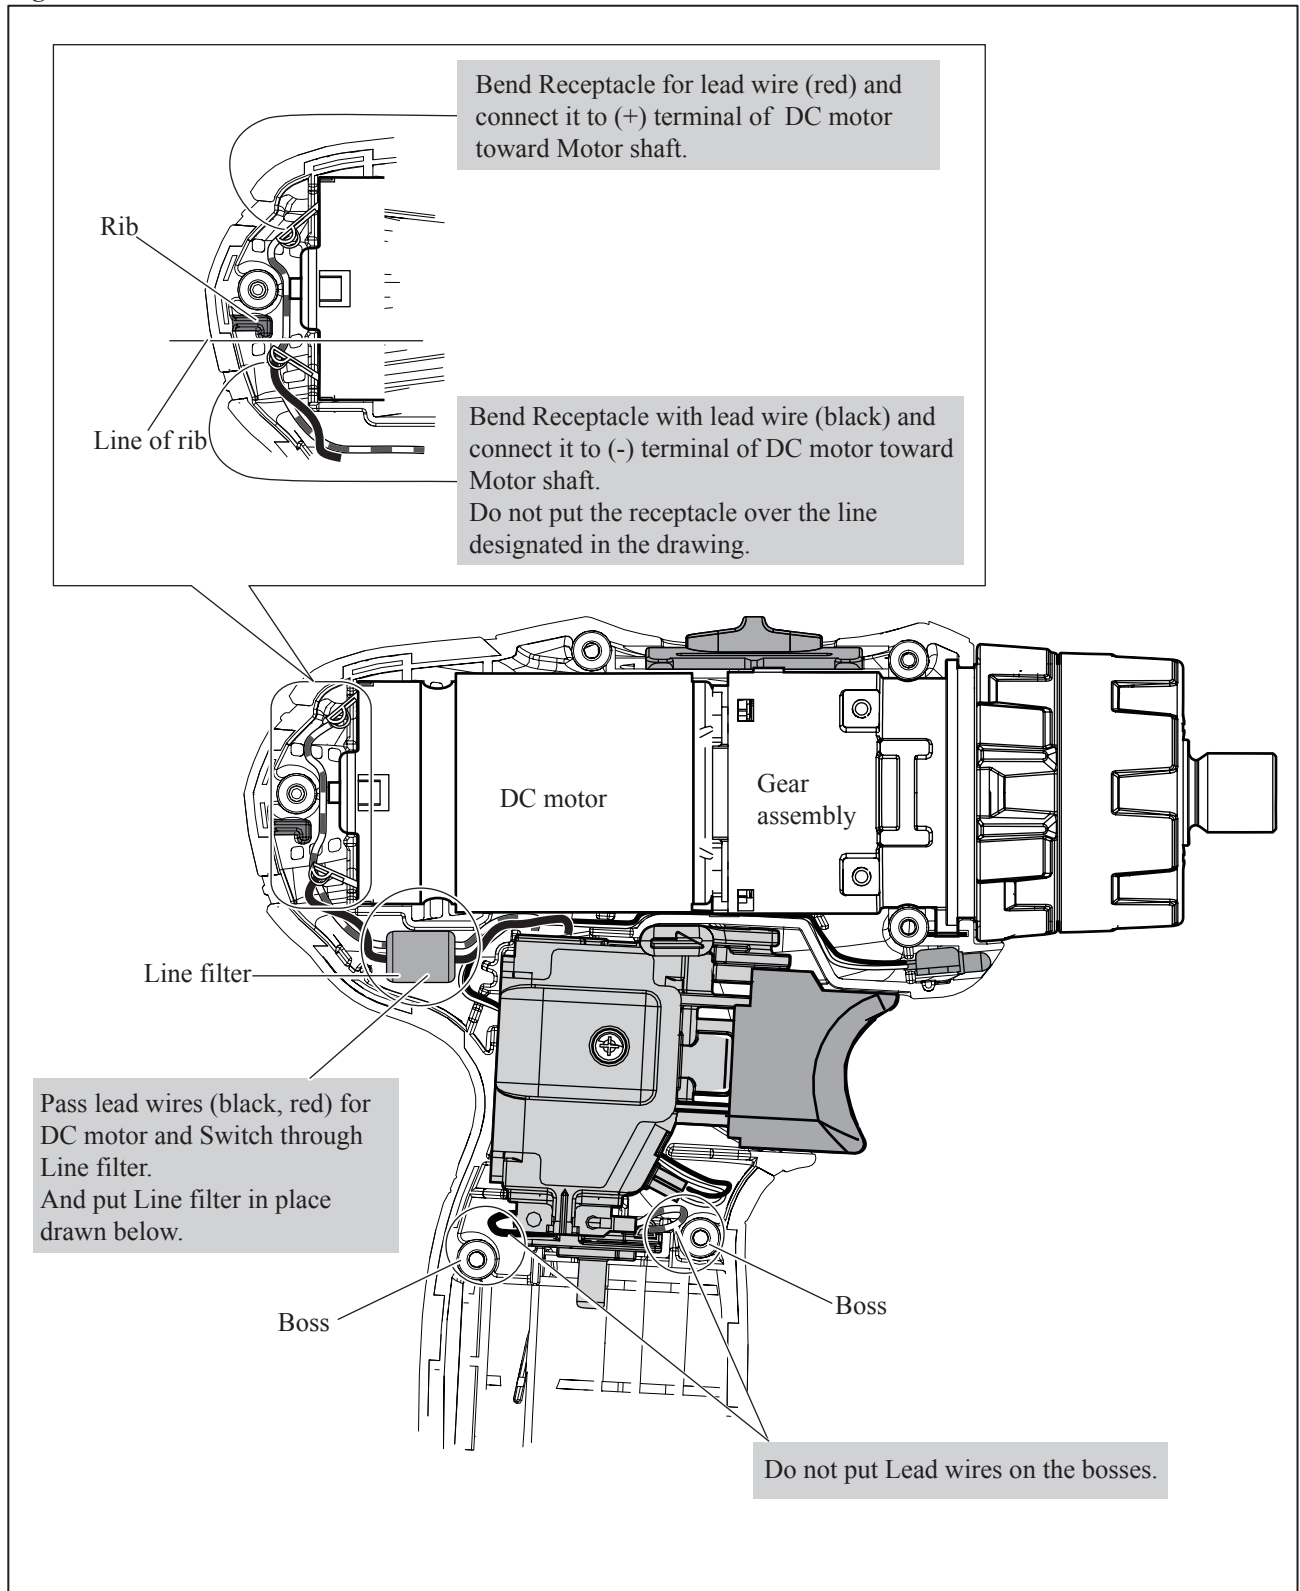 Bend Receptacle for lead wire (red) and
connect it to (+) terminal of DC motor
toward Motor shaft.
Rib
Line of rib
Bend Receptacle with lead wire (black) and
connect it to (-) terminal of DC motor toward
Motor shaft.
Do not put the receptacle over the line
designated in the drawing.
DC motor
Gear
assembly
Line filter
Pass lead wires (black, red) for
DC motor and Switch through
Line filter.
And put Line filter in place
drawn below.
Boss
Boss
Do not put Lead wires on the bosses.